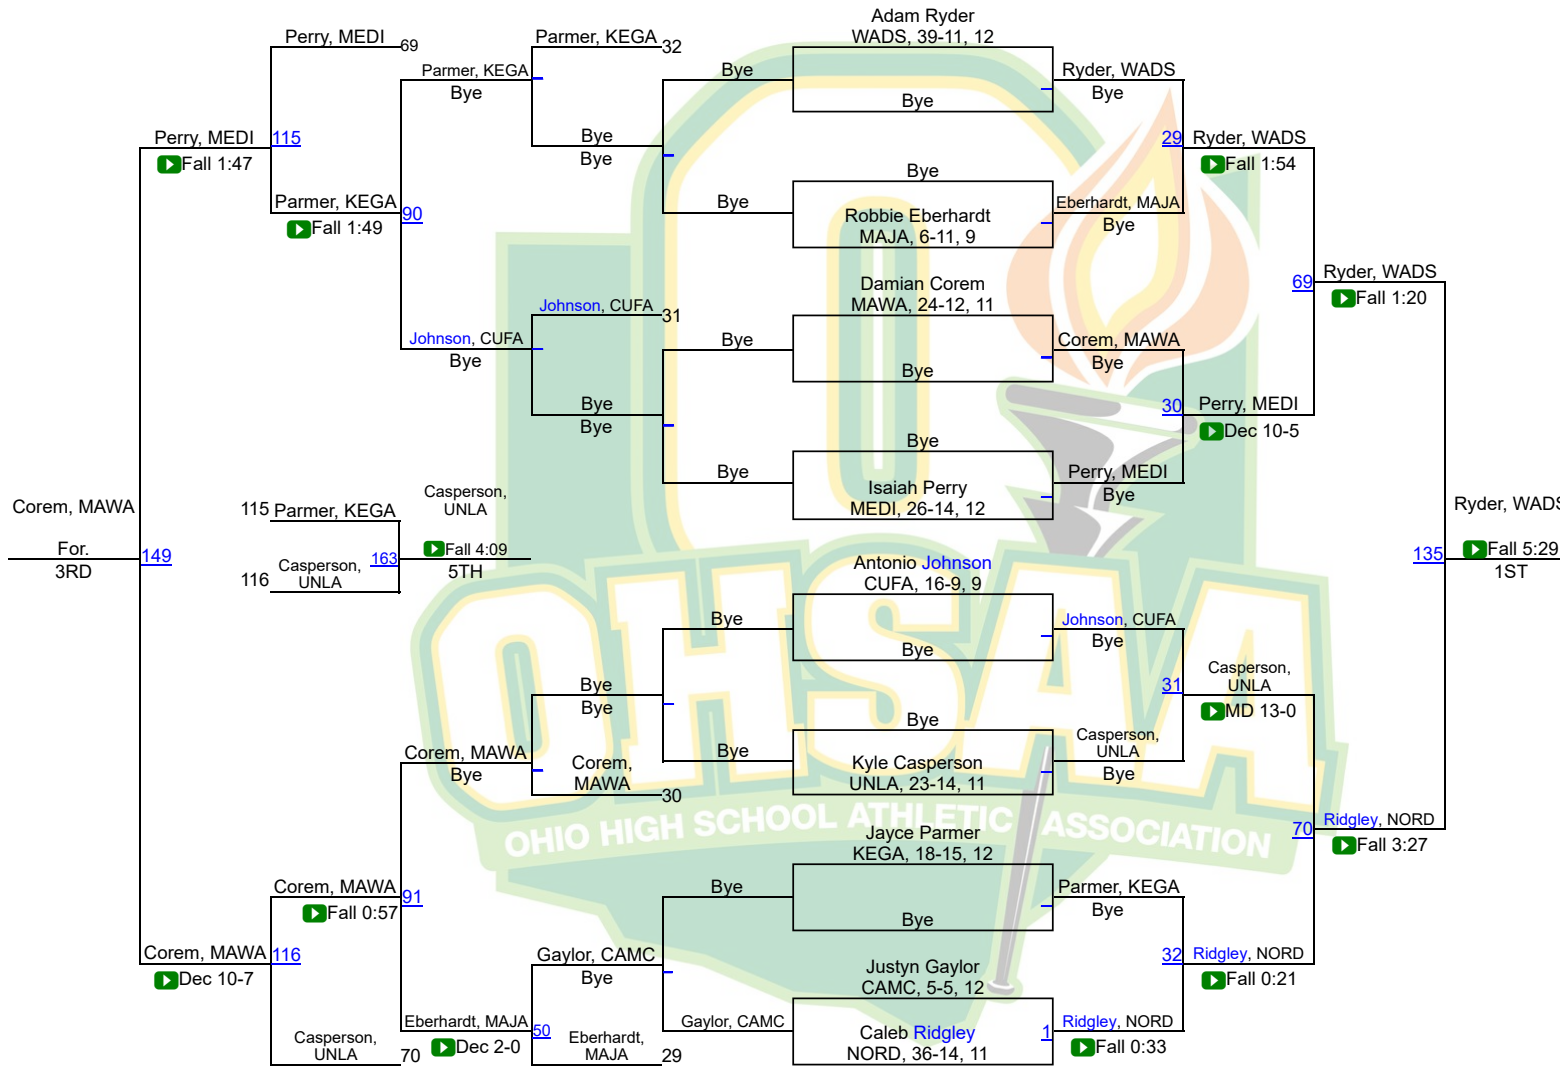 Adam Ryder
WADS, 39-11, 12
Perry, MEDI
69
Parmer, KEGA
32
Parmer, KEGA
Bye
Bye
Bye
Ryder, WADS
Bye
Perry, MEDI
115
Fall 1:47
Bye
Bye
29
Ryder, WADS
Fall 1:54
Bye
Parmer, KEGA
90
Fall 1:49
Bye
Robbie Eberhardt
MAJA, 6-11, 9
Eberhardt, MAJA
Bye
69
Ryder, WADS
Fall 1:20
Damian Corem
MAWA, 24-12, 11
Johnson, CUFA
31
Johnson, CUFA
Bye
Bye
Bye
Corem, MAWA
Bye
Bye
Bye
30
Perry, MEDI
Dec 10-5
Bye
Bye
Isaiah Perry
MEDI, 26-14, 12
Perry, MEDI
Bye
Corem, MAWA
For.
3RD
149
115
Parmer, KEGA
Casperson,
UNLA
116
Casperson,
UNLA
163
Fall 4:09
5TH
135
Ryder, WADS
Fall 5:29
1ST
Antonio Johnson
CUFA, 16-9, 9
Bye
Bye
Johnson, CUFA
Bye
Bye
Bye
31
Casperson,
UNLA
MD 13-0
Bye
Bye
Kyle Casperson
UNLA, 23-14, 11
Casperson,
UNLA
Bye
Corem, MAWA
Bye
Corem,
MAWA
30
OHSAA
OHIO HIGH SCHOOL ATHLETIC ASSOCIATION
70
Ridgley, NORD
Fall 3:27
Jayce Parmer
KEGA, 18-15, 12
Bye
Bye
Parmer, KEGA
Bye
Corem, MAWA
91
Fall 0:57
Corem, MAWA
116
Dec 10-7
Gaylor, CAMC
Bye
32
Ridgley, NORD
Fall 0:21
Justyn Gaylor
CAMC, 5-5, 12
Gaylor, CAMC
Caleb Ridgley
NORD, 36-14, 11
1
Ridgley, NORD
Fall 0:33
Eberhardt, MAJA
50
Dec 2-0
Eberhardt,
MAJA
29
Casperson,
UNLA
70